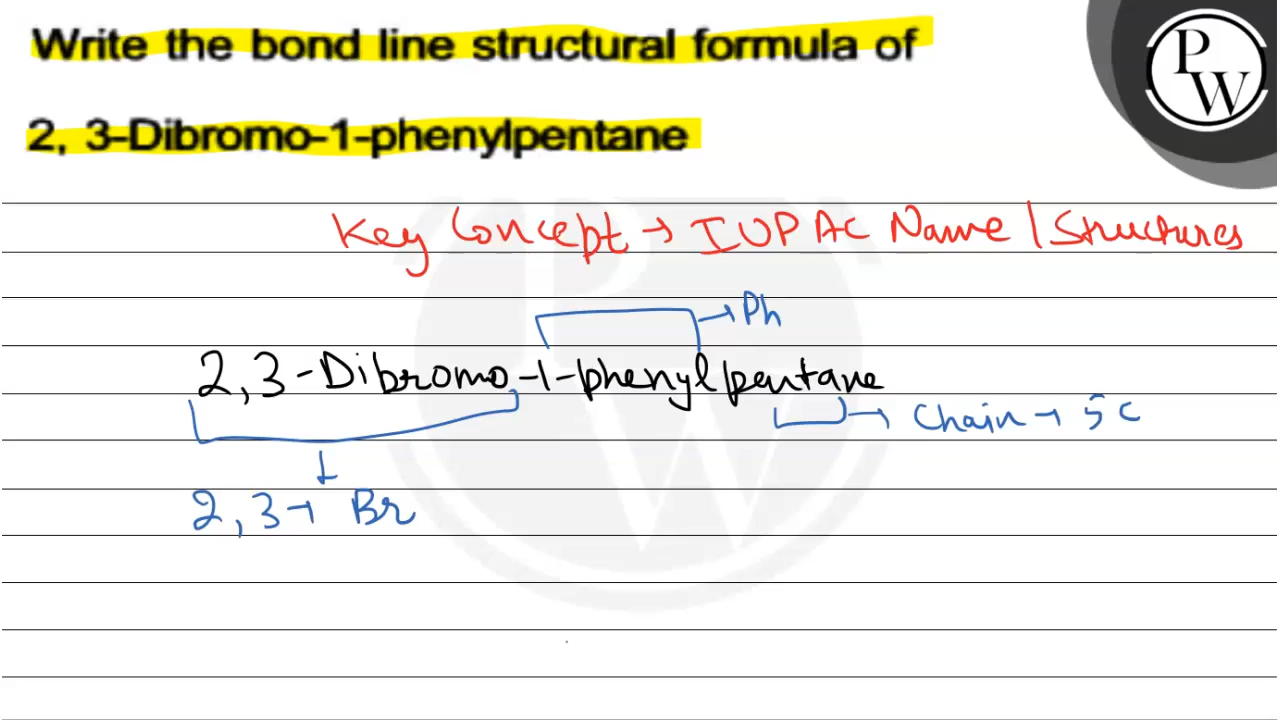 Write the bond line structural formula of
2, 3-Dibromo-1-phenylpentane
P
W
Key Concept → IUPAC Name / Structures
→ Ph
2,3-Dibromo-1-phenylpentane
→ Chain → 5C
2,3→ Br